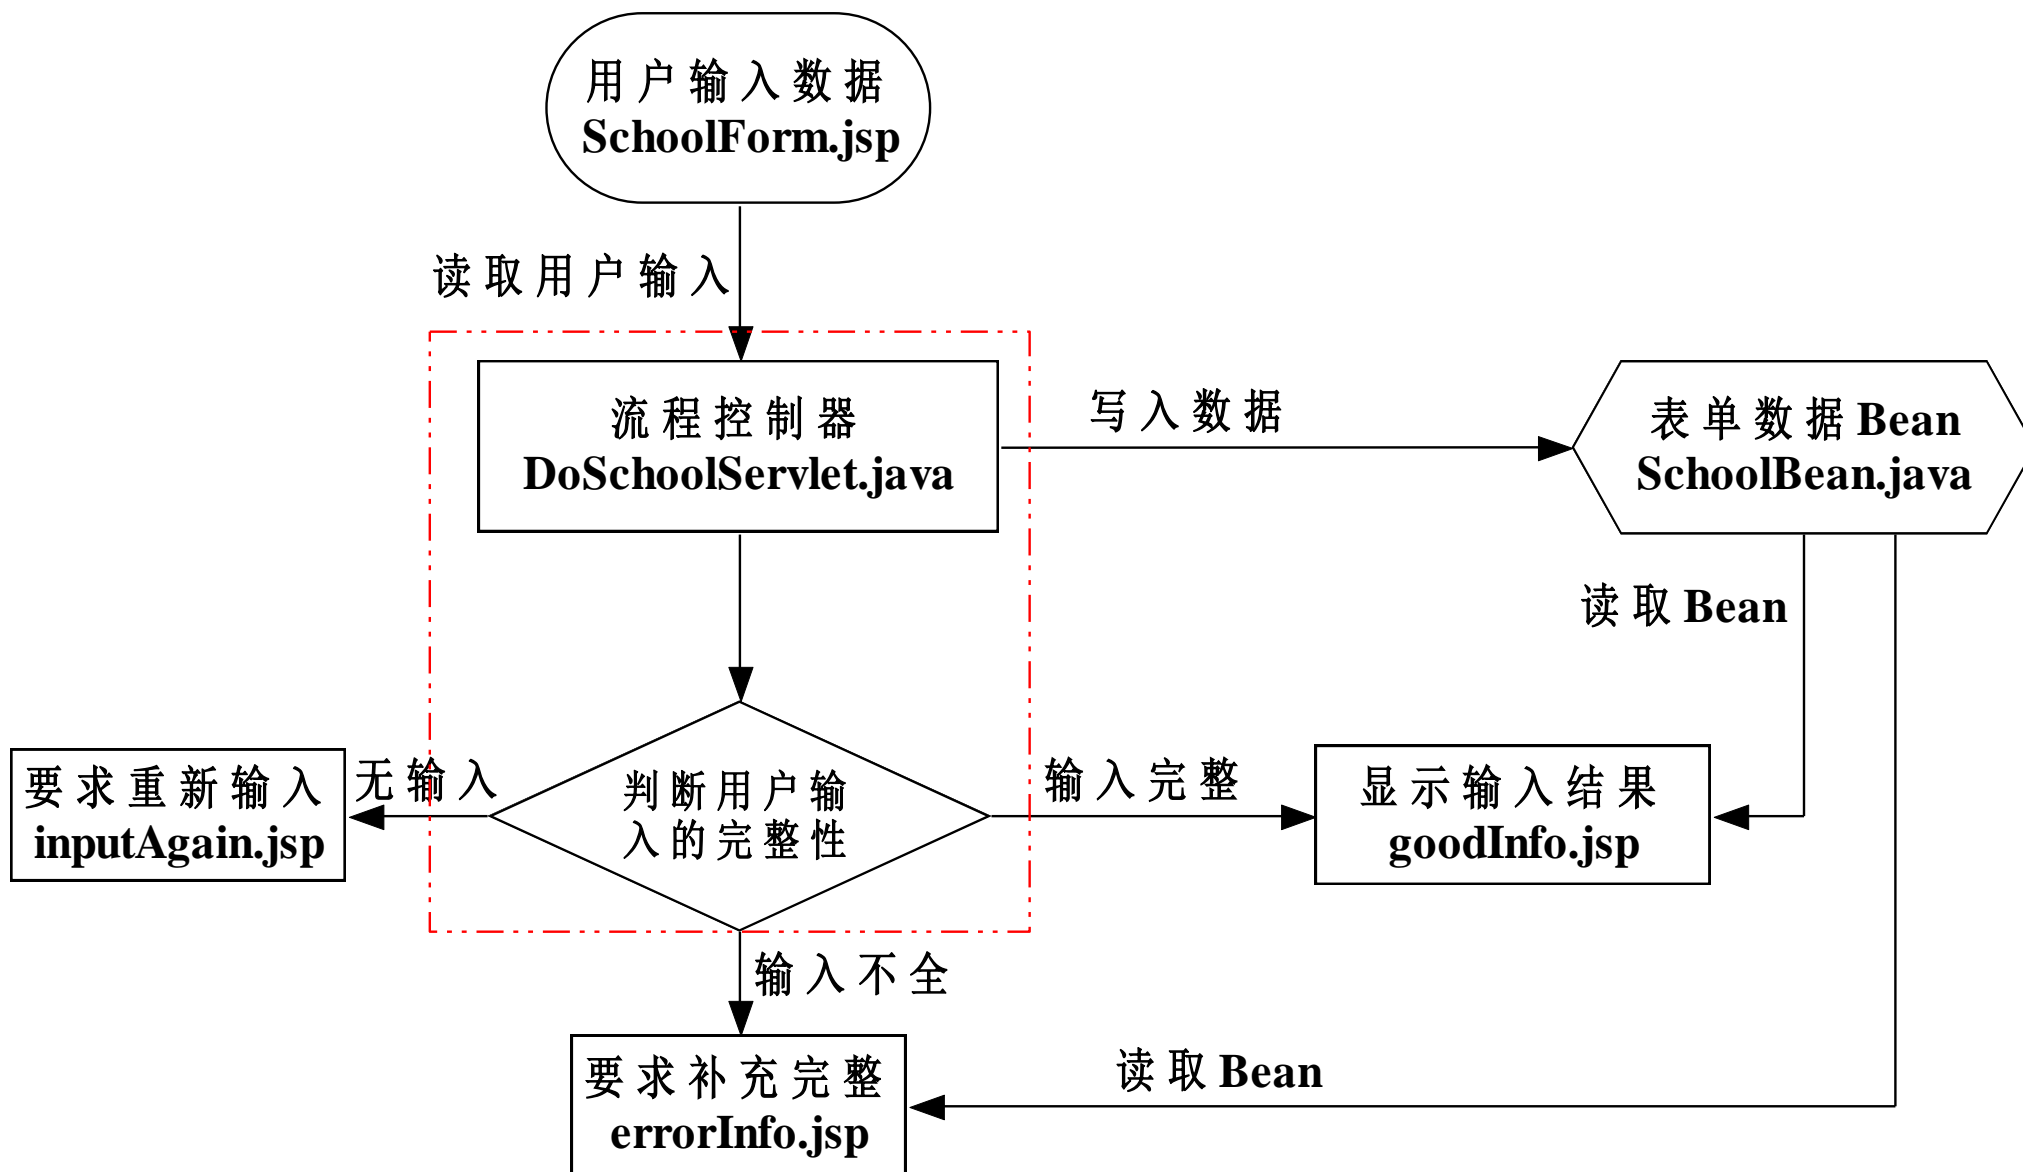 用户输入数据
SchoolForm.jsp
读取用户输入
流程控制器
DoSchoolServlet.java
写入数据
表单数据Bean
SchoolBean.java
读取Bean
要求重新输入
inputAgain.jsp
无输入
判断用户输
入的完整性
输入完整
显示输入结果
goodInfo.jsp
输入不全
要求补充完整
errorInfo.jsp
读取Bean